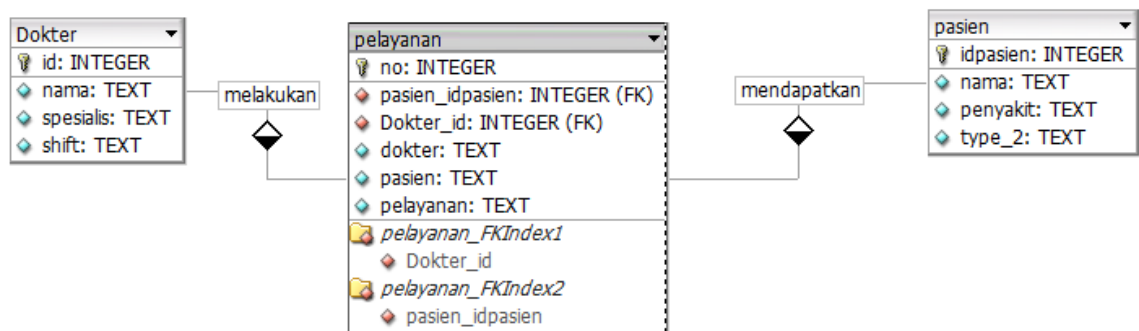 Dokter
id: INTEGER
nama: TEXT
spesialis: TEXT
shift: TEXT
melakukan
pelayanan
no: INTEGER
pasien_idpasien: INTEGER (FK)
Dokter_id: INTEGER (FK)
dokter: TEXT
pasien: TEXT
pelayanan: TEXT
pelayanan_FKIndex1
Dokter_id
pelayanan_FKIndex2
pasien_idpasien
mendapatkan
pasien
idpasien: INTEGER
nama: TEXT
penyakit: TEXT
type_2: TEXT